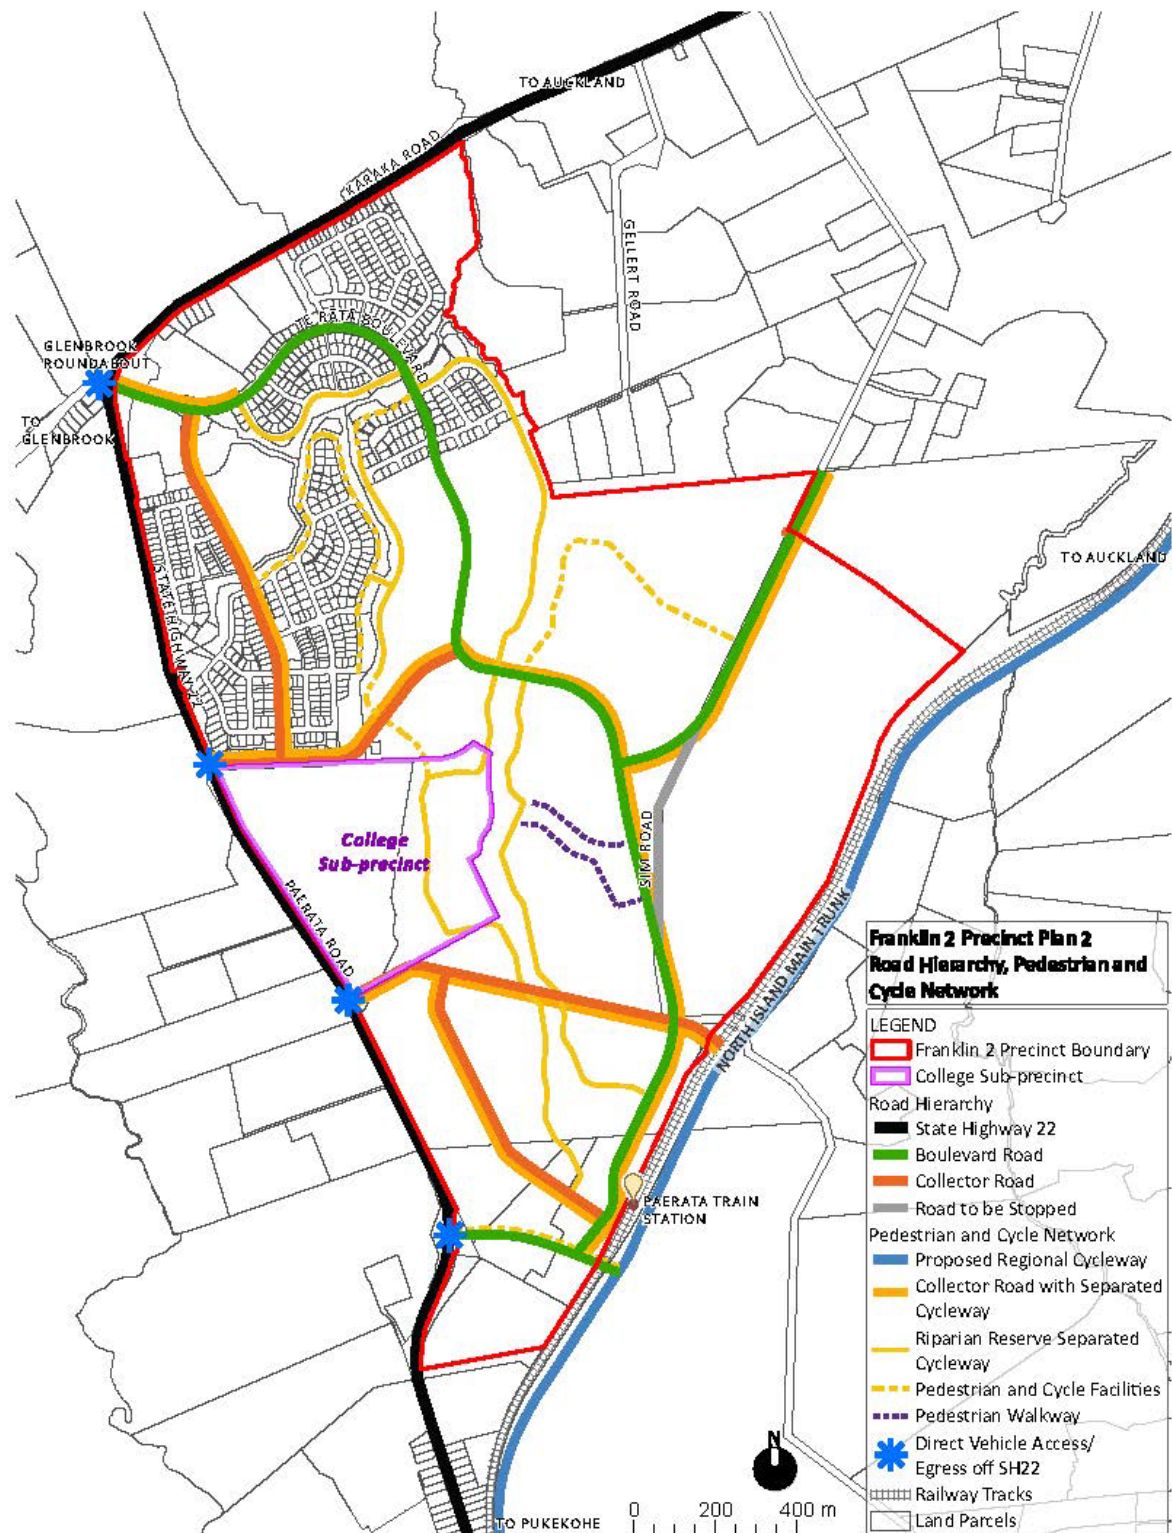 TO AUCKLAND
KARAKA ROAD
GELLERT ROAD
TE RATA BOULEVARD
GLENBROOK
ROUNDABOUT
TO
GLENBROOK
TO AUCKLAND
STATE HIGHWAY 22
College
Sub-precinct
SIM ROAD
PAERATA ROAD
NORTH ISLAND MAIN TRUNK
PAERATA TRAIN
STATION
TO PUKEKOHE
Franklin 2 Precinct Plan 2
Road Hierarchy, Pedestrian and
Cycle Network
LEGEND
Franklin 2 Precinct Boundary
College Sub-precinct
Road Hierarchy
State Highway 22
Boulevard Road
Collector Road
Road to be Stopped
Pedestrian and Cycle Network
Proposed Regional Cycleway
Collector Road with Separated
Cycleway
Riparian Reserve Separated
Cycleway
Pedestrian and Cycle Facilities
Pedestrian Walkway
Direct Vehicle Access/
Egress off SH22
Railway Tracks
Land Parcels
N
0 200 400 m